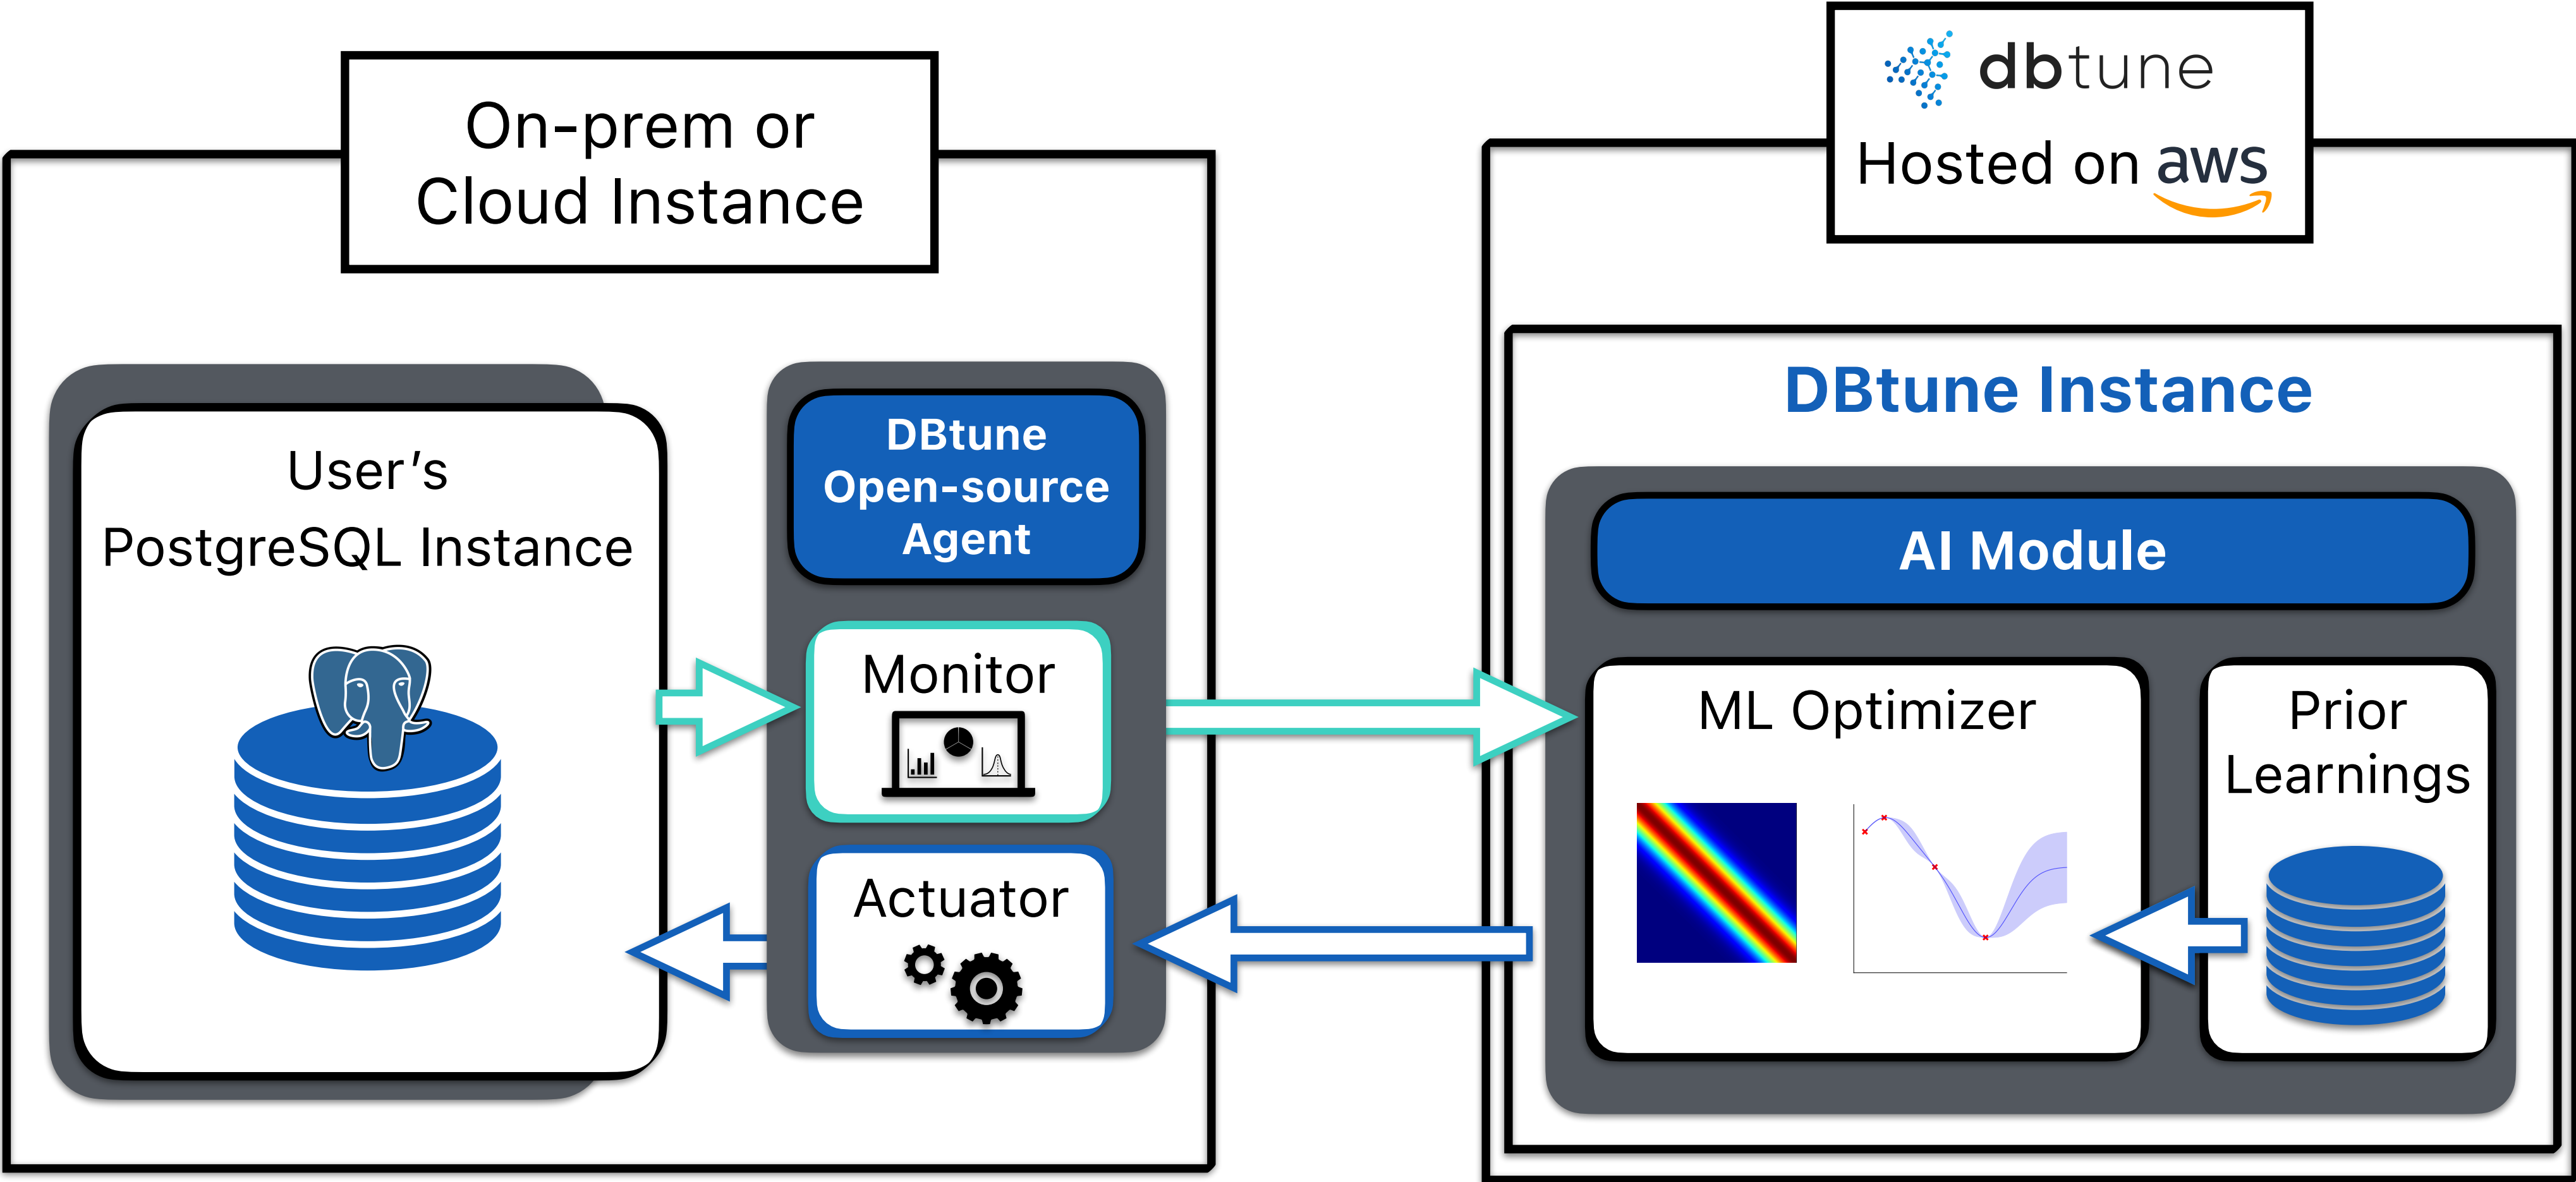 On-prem or
Cloud Instance
User’s
PostgreSQL Instance
DBtune
Open-source
Agent
Monitor
Actuator
dbtune
Hosted on aws
DBtune Instance
AI Module
ML Optimizer
Prior
Learnings